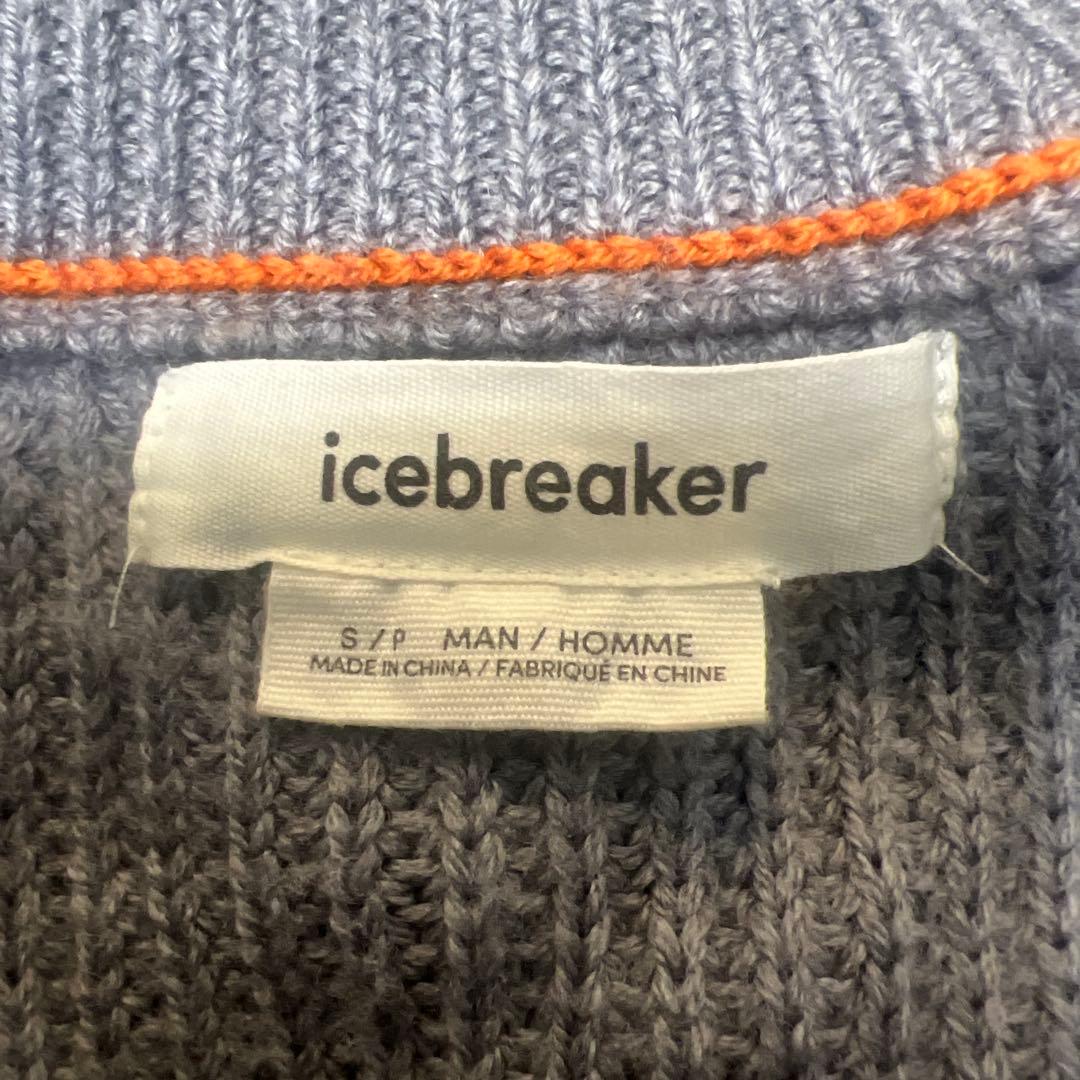 icebreaker
S / P MAN / HOMME
MADE IN CHINA / FABRIQUÉ EN CHINE